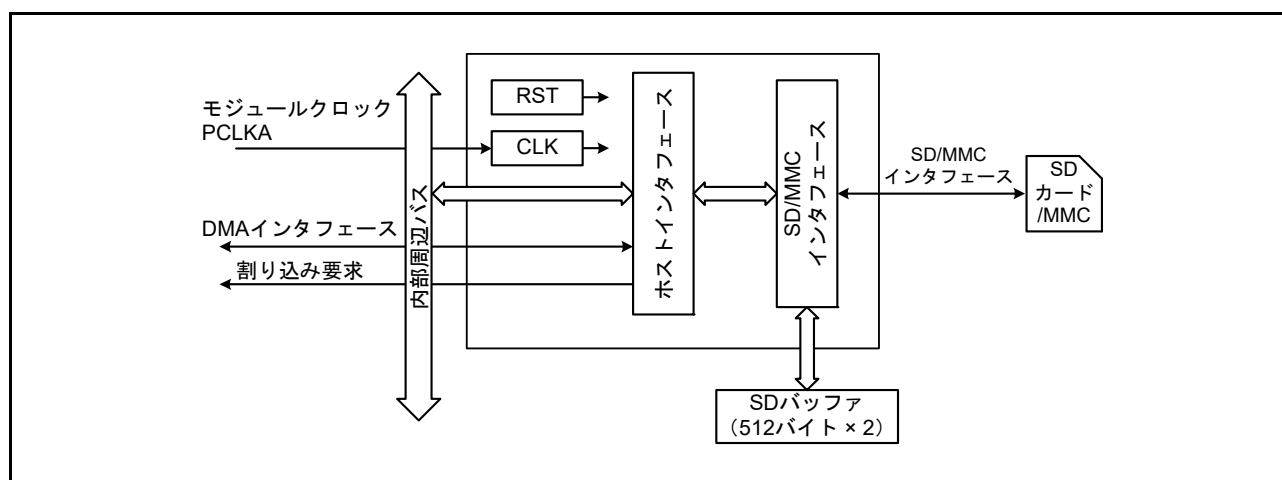 モジュールクロック
PCLKA
DMAインタフェース
割り込み要求
内部周辺バス
RST
CLK
ホストインタフェース
SD/MMC
インタフェース
SD/MMC
インタフェース
SD
カード
/MMC
SDバッファ
（512バイト × 2）